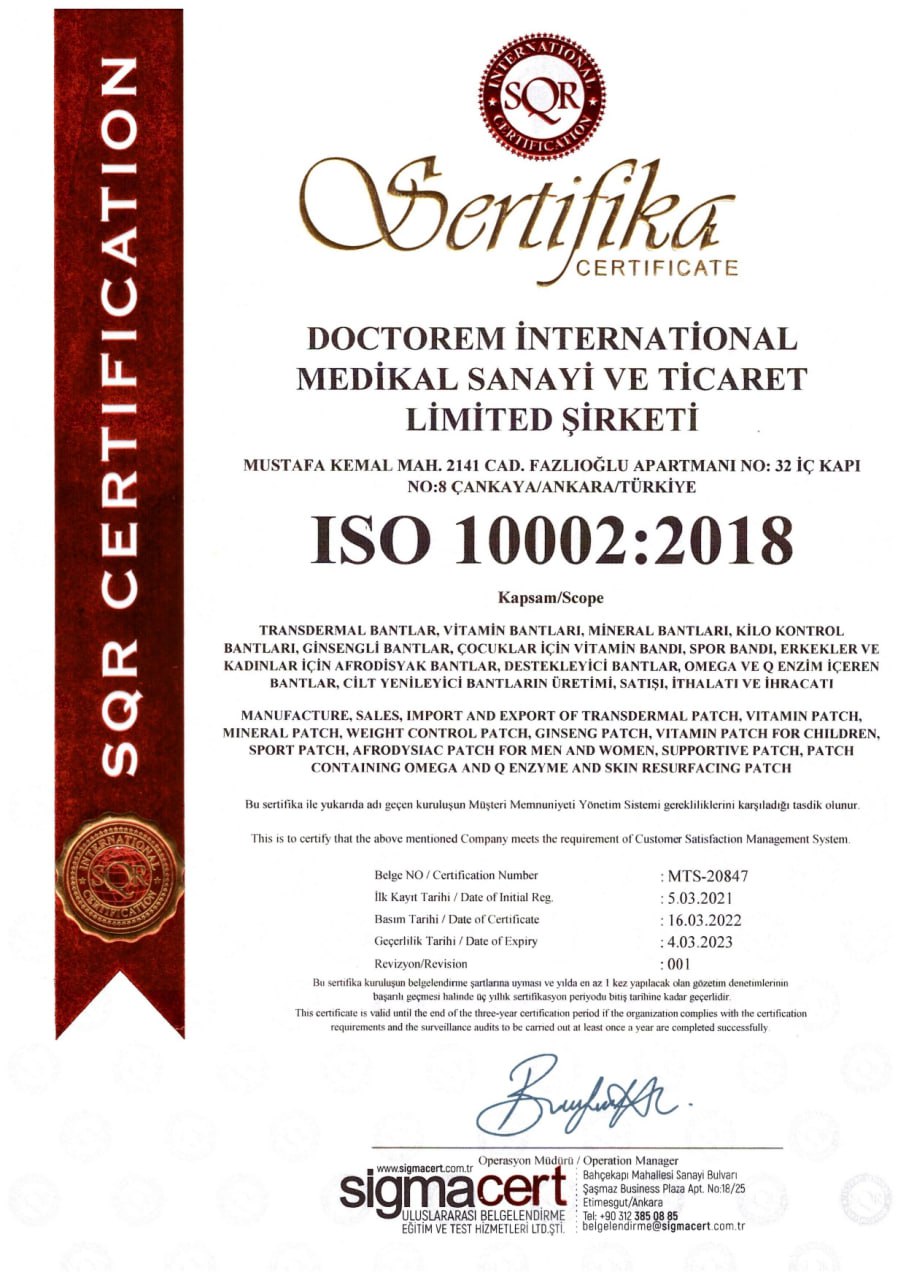 SQR CERTIFICATION
INTERNATIONAL
SQR
CERTIFICATION
Sertifika
CERTIFICATE
DOCTOREM İNTERNATİONAL
MEDİKAL SANAYİ VE TİCARET
LİMİTED ŞİRKETİ
MUSTAFA KEMAL MAH. 2141 CAD. FAZLIOĞLU APARTMANI NO: 32 İÇ KAPI
NO:8 ÇANKAYA/ANKARA/TÜRKİYE
ISO 10002:2018
Kapsam/Scope
TRANSDERMAL BANTLAR, VİTAMİN BANTLARI, MİNERAL BANTLARI, KİLO KONTROL
BANTLARI, GİNSENGLİ BANTLAR, ÇOCUKLAR İÇİN VİTAMİN BANDI, SPOR BANDI, ERKEKLER VE
KADINLAR İÇİN AFRODİSYAK BANTLAR, DESTEKLEYİCİ BANTLAR, OMEGA VE Q ENZİM İÇEREN
BANTLAR, CİLT YENİLEYİCİ BANTLARIN ÜRETİMİ, SATIŞI, İTHALATI VE İHRACATI
MANUFACTURE, SALES, IMPORT AND EXPORT OF TRANSDERMAL PATCH, VITAMIN PATCH,
MINERAL PATCH, WEIGHT CONTROL PATCH, GINSENG PATCH, VITAMIN PATCH FOR CHILDREN,
SPORT PATCH, AFRODYSIAC PATCH FOR MEN AND WOMEN, SUPPORTIVE PATCH, PATCH
CONTAINING OMEGA AND Q ENZYME AND SKIN RESURFACING PATCH
Bu sertifika ile yukarıda adı geçen kuruluşun Müşteri Memnuniyeti Yönetim Sistemi gerekliliklerini karşıladığı tasdik olunur.
This is to certify that the above mentioned Company meets the requirement of Customer Satisfaction Management System.
Belge NO / Certification Number : MTS-20847
İlk Kayıt Tarihi / Date of Initial Reg. : 5.03.2021
Basım Tarihi / Date of Certificate : 16.03.2022
Geçerlilik Tarihi / Date of Expiry : 4.03.2023
Revizyon/Revision : 001
Bu sertifika kuruluşun belgelendirme şartlarına uyması ve yılda en az 1 kez yapılacak olan gözetim denetimlerinin
başarılı geçmesi halinde üç yıllık sertifikasyon periyodu bitiş tarihine kadar geçerlidir.
This certificate is valid until the end of the three-year certification period if the organization complies with the certification
requirements and the surveillance audits to be carried out at least once a year are completed successfully
INTERNATIONAL
SQR
CERTIFICATION
Operasyon Müdürü / Operation Manager
www.sigmacert.com.tr
sigmacert
ULUSLARARASI BELGELENDİRME
EĞİTİM VE TEST HİZMETLERİ LTD.ŞTİ.
Bahçekapı Mahallesi Sanayi Bulvarı
Şaşmaz Business Plaza Apt. No:18/25
Etimesgut/Ankara
Tel: +90 312 385 08 85
belgelendirme@sigmacert.com.tr